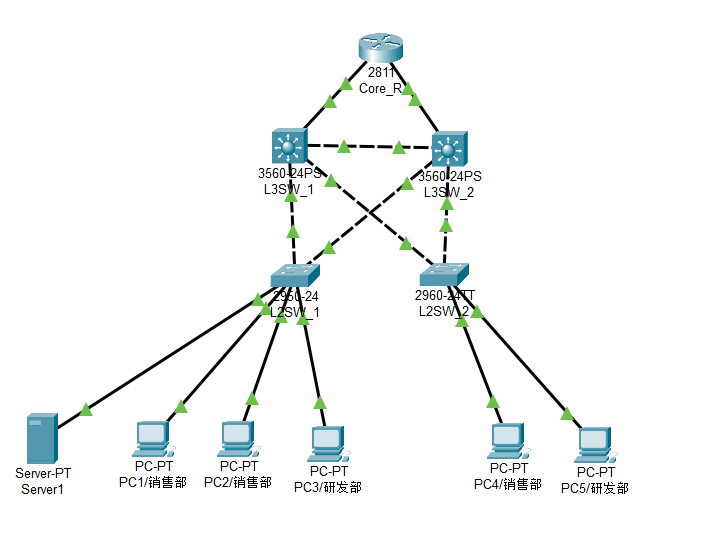 2811
Core_R
3560-24PS
L3SW_1
3560-24PS
L3SW_2
2950-24
L2SW_1
2960-24TT
L2SW_2
Server-PT
Server1
PC-PT
PC1/销售部
PC-PT
PC2/销售部
PC-PT
PC3/研发部
PC-PT
PC4/销售部
PC-PT
PC5/研发部